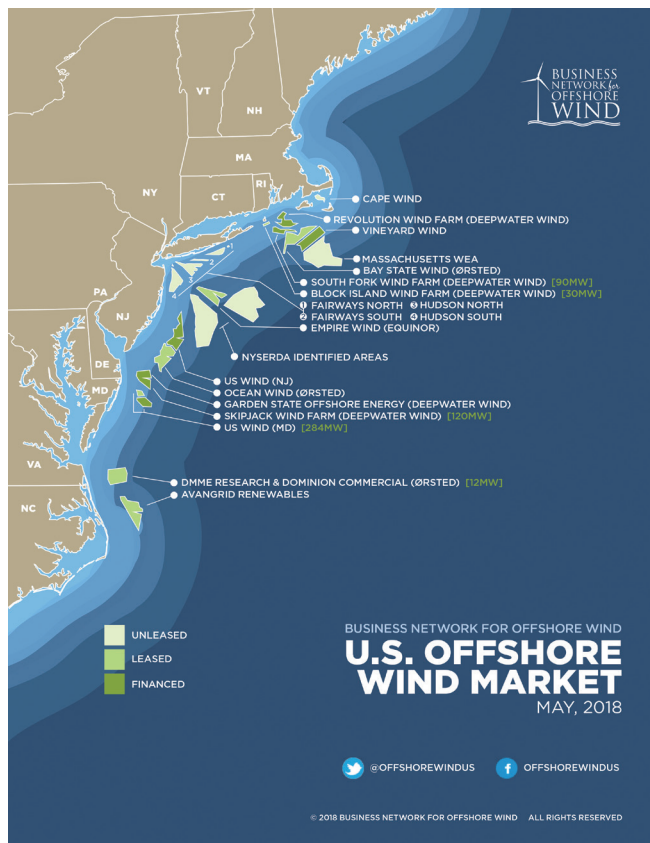 BUSINESS
NETWORK for
OFFSHORE
WIND
VT
NH
MA
NY
CT
RI
PA
NJ
DE
MD
VA
NC
CAPE WIND
REVOLUTION WIND FARM (DEEPWATER WIND)
VINEYARD WIND
MASSACHUSETTS WEA
BAY STATE WIND (ØRSTED)
SOUTH FORK WIND FARM (DEEPWATER WIND) [90MW]
BLOCK ISLAND WIND FARM (DEEPWATER WIND) [30MW]
1 FAIRWAYS NORTH 3 HUDSON NORTH
2 FAIRWAYS SOUTH 4 HUDSON SOUTH
EMPIRE WIND (EQUINOR)
1
2
3
4
NYSERDA IDENTIFIED AREAS
US WIND (NJ)
OCEAN WIND (ØRSTED)
GARDEN STATE OFFSHORE ENERGY (DEEPWATER WIND)
SKIPJACK WIND FARM (DEEPWATER WIND) [120MW]
US WIND (MD) [284MW]
DMME RESEARCH & DOMINION COMMERCIAL (ØRSTED) [12MW]
AVANGRID RENEWABLES
UNLEASED
LEASED
FINANCED
BUSINESS NETWORK FOR OFFSHORE WIND
U.S. OFFSHORE
WIND MARKET
MAY, 2018
@OFFSHOREWINDUS
OFFSHOREWINDUS
© 2018 BUSINESS NETWORK FOR OFFSHORE WIND ALL RIGHTS RESERVED